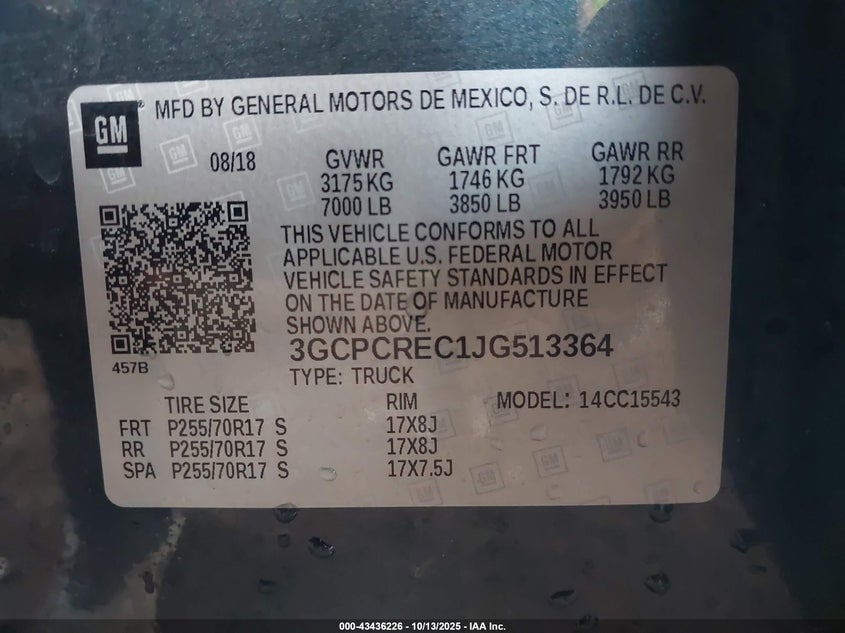 GM® MFD BY GENERAL MOTORS DE MEXICO, S. DE R.L. DE C.V.
08/18 GVWR GAWR FRT GAWR RR
3175 KG 1746 KG 1792 KG
7000 LB 3850 LB 3950 LB
THIS VEHICLE CONFORMS TO ALL
APPLICABLE U.S. FEDERAL MOTOR
VEHICLE SAFETY STANDARDS IN EFFECT
ON THE DATE OF MANUFACTURE
SHOWN ABOVE.
3GCPCREC1JG513364
457B
TYPE: TRUCK
TIRE SIZE RIM MODEL: 14CC15543
FRT P255/70R17 S 17X8J
RR P255/70R17 S 17X8J
SPA P255/70R17 S 17X7.5J
000-43436226 - 10/13/2025 - IAA Inc.